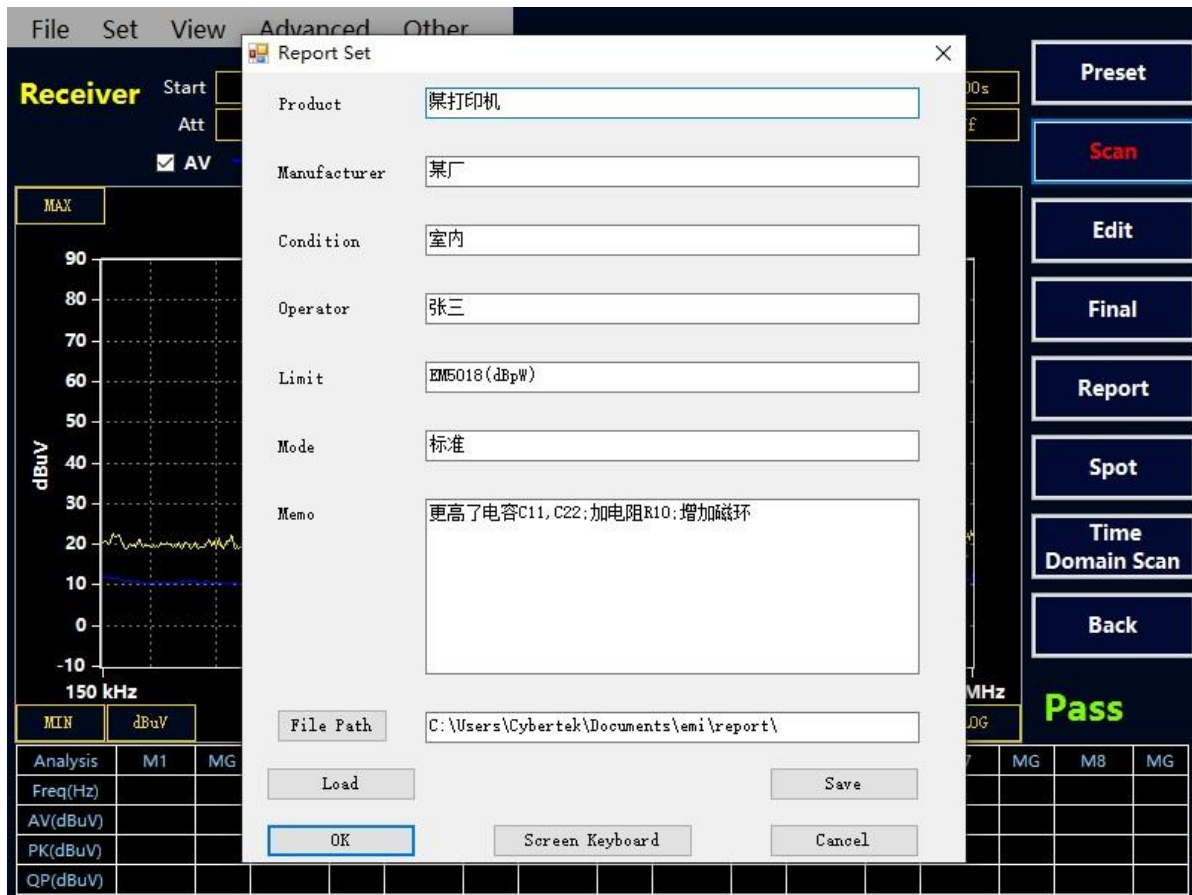 File Set View Advanced Other
Report Set
Receiver
Start
00s
Att
AV
MAX
90
80
70
60
50
40
30
20
10
0
-10
dBuV
150 kHz
MHz
MIN
dBuV
LOG
Product
某打印机
Manufacturer
某厂
Condition
室内
Operator
张三
Limit
EM5018(dBpW)
Mode
标准
Memo
更高了电容C11,C22;加电阻R10;增加磁环
File Path
C:\Users\Cybertek\Documents\emi\report\
Load
Save
OK
Screen Keyboard
Cancel
Preset
Scan
Edit
Final
Report
Spot
Time
Domain Scan
Back
Pass
Analysis M1 MG MG M8 MG
Freq(Hz)
AV(dBuV)
PK(dBuV)
QP(dBuV)